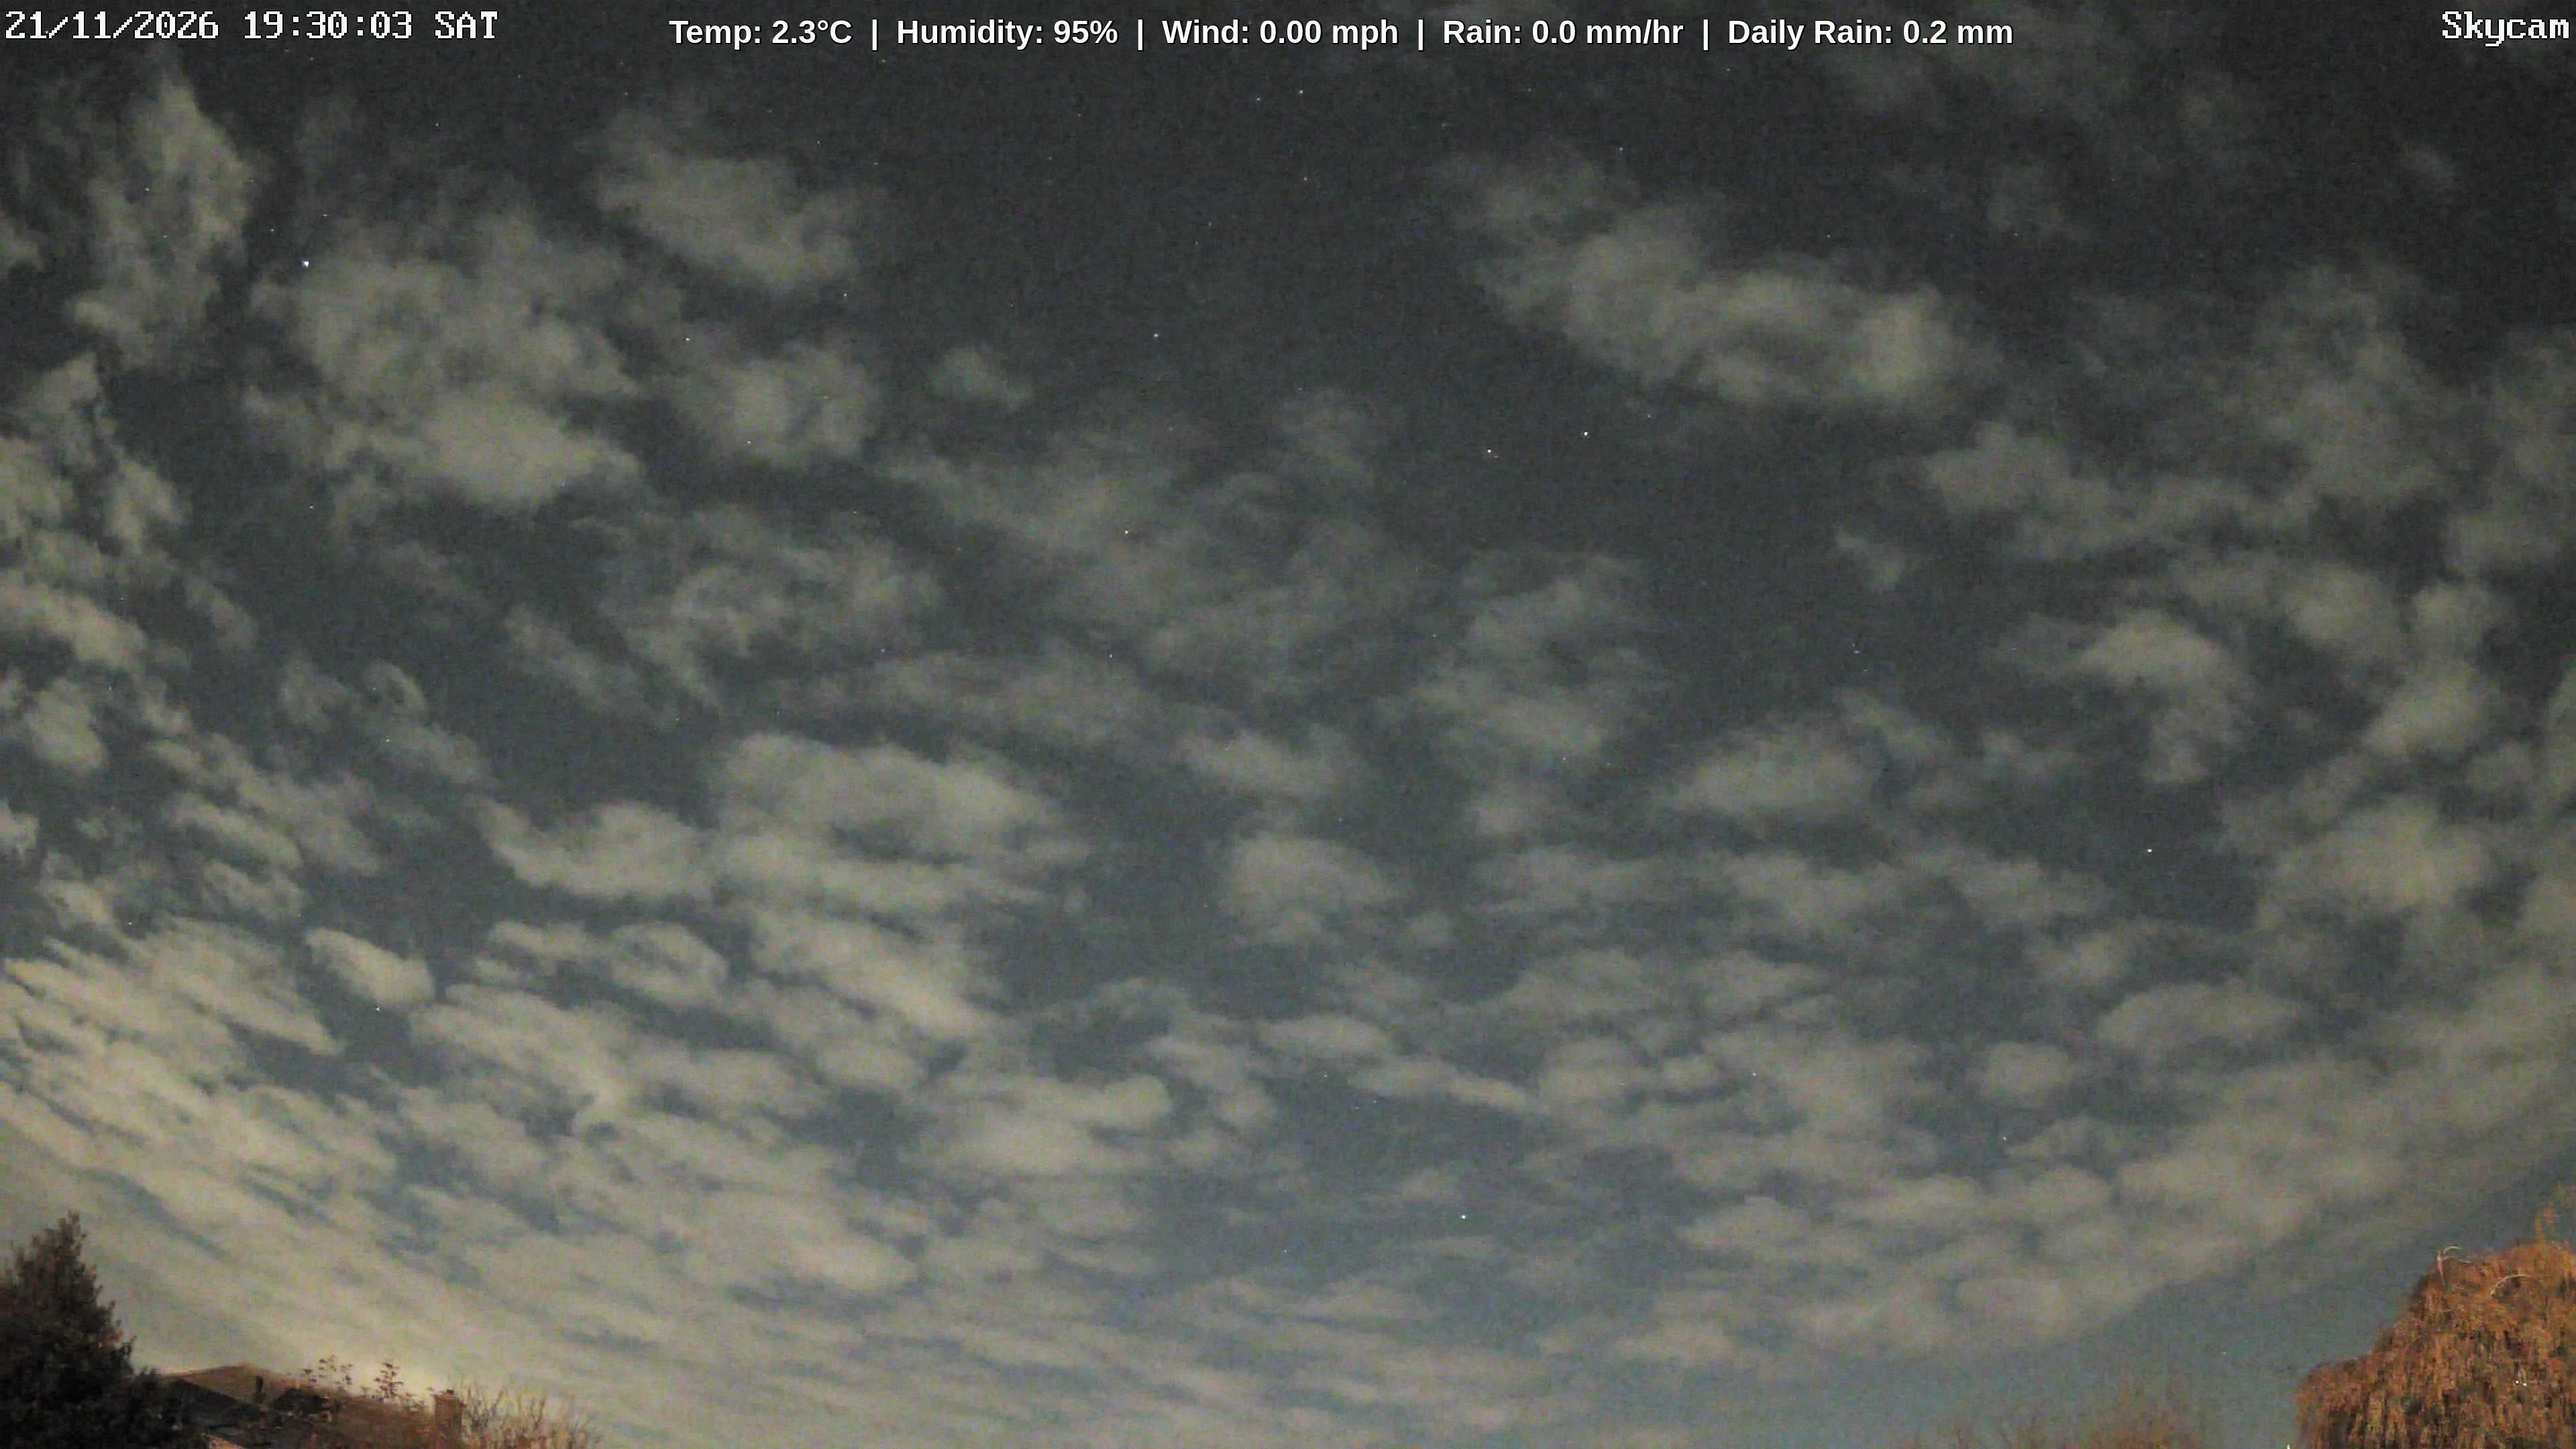 21/11/2026 19:30:03 SAT
Temp: 2.3°C | Humidity: 95% | Wind: 0.00 mph | Rain: 0.0 mm/hr | Daily Rain: 0.2 mm
Skycam